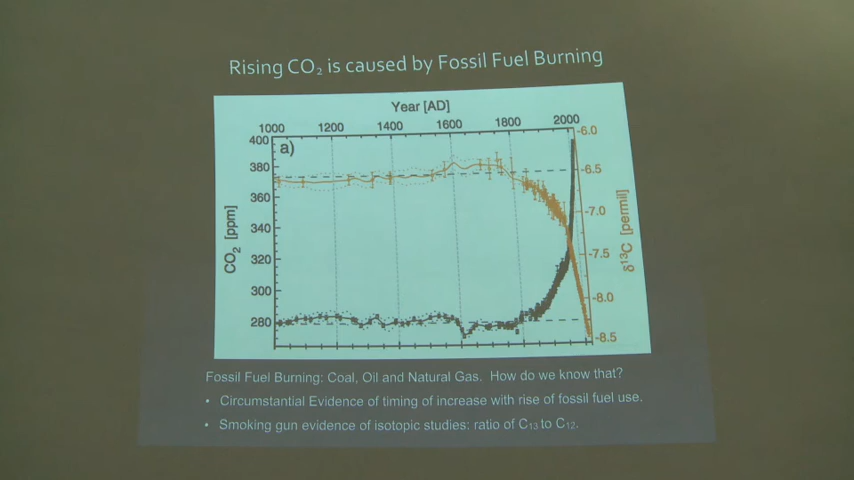 Rising CO₂ is caused by Fossil Fuel Burning
Year [AD]
1000 1200 1400 1600 1800 2000
a)
400
380
360
340
320
300
280
CO₂ [ppm]
-6.0
-6.5
-7.0
-7.5
-8.0
-8.5
δ¹³C [permil]
Fossil Fuel Burning: Coal, Oil and Natural Gas. How do we know that?
• Circumstantial Evidence of timing of increase with rise of fossil fuel use.
• Smoking gun evidence of isotopic studies: ratio of C₁₃ to C₁₂.